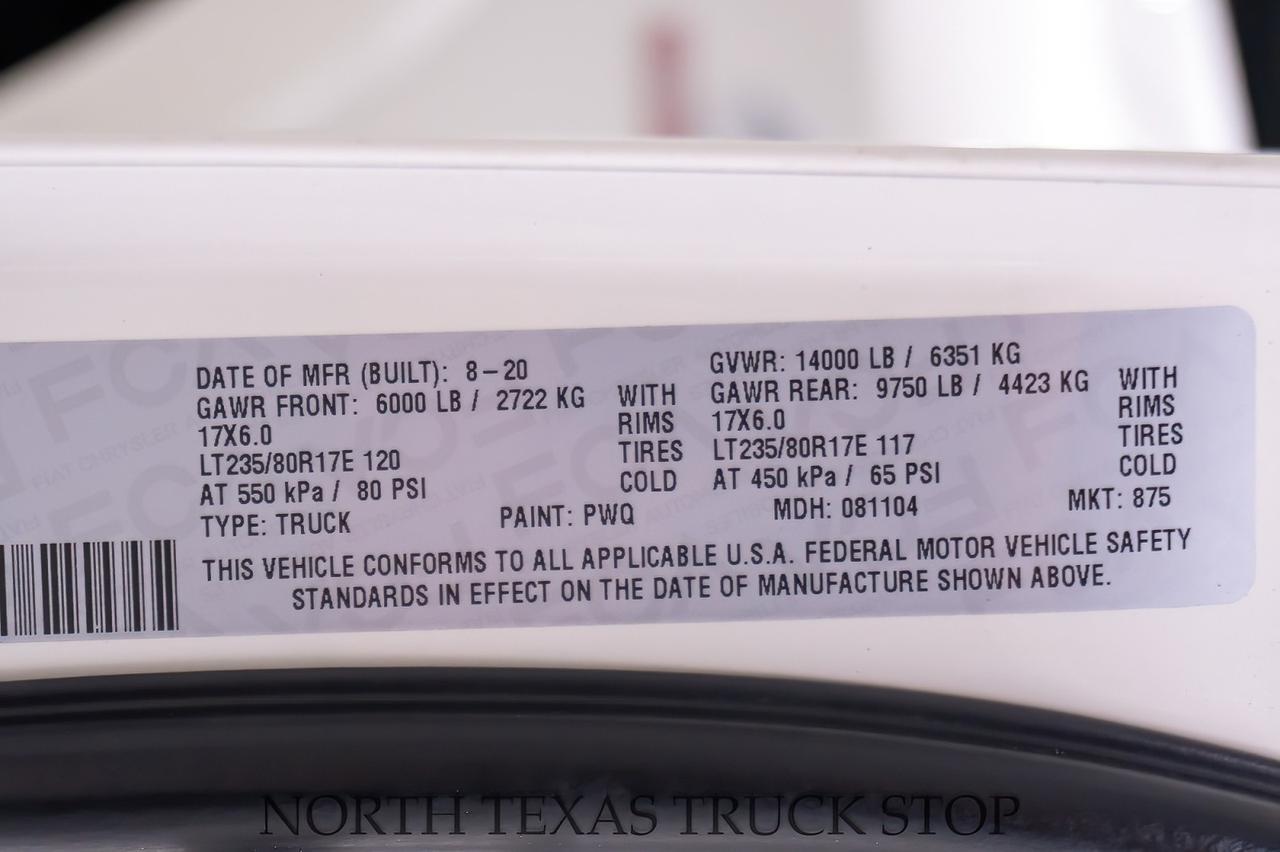 DATE OF MFR (BUILT): 8-20 GVWR: 14000 LB / 6351 KG
GAWR FRONT: 6000 LB / 2722 KG WITH GAWR REAR: 9750 LB / 4423 KG WITH
17X6.0 RIMS 17X6.0 RIMS
LT235/80R17E 120 TIRES LT235/80R17E 117 TIRES
AT 550 kPa / 80 PSI COLD AT 450 kPa / 65 PSI COLD
TYPE: TRUCK PAINT: PWQ MDH: 081104 MKT: 875
THIS VEHICLE CONFORMS TO ALL APPLICABLE U.S.A. FEDERAL MOTOR VEHICLE SAFETY
STANDARDS IN EFFECT ON THE DATE OF MANUFACTURE SHOWN ABOVE.
NORTH TEXAS TRUCK STOP